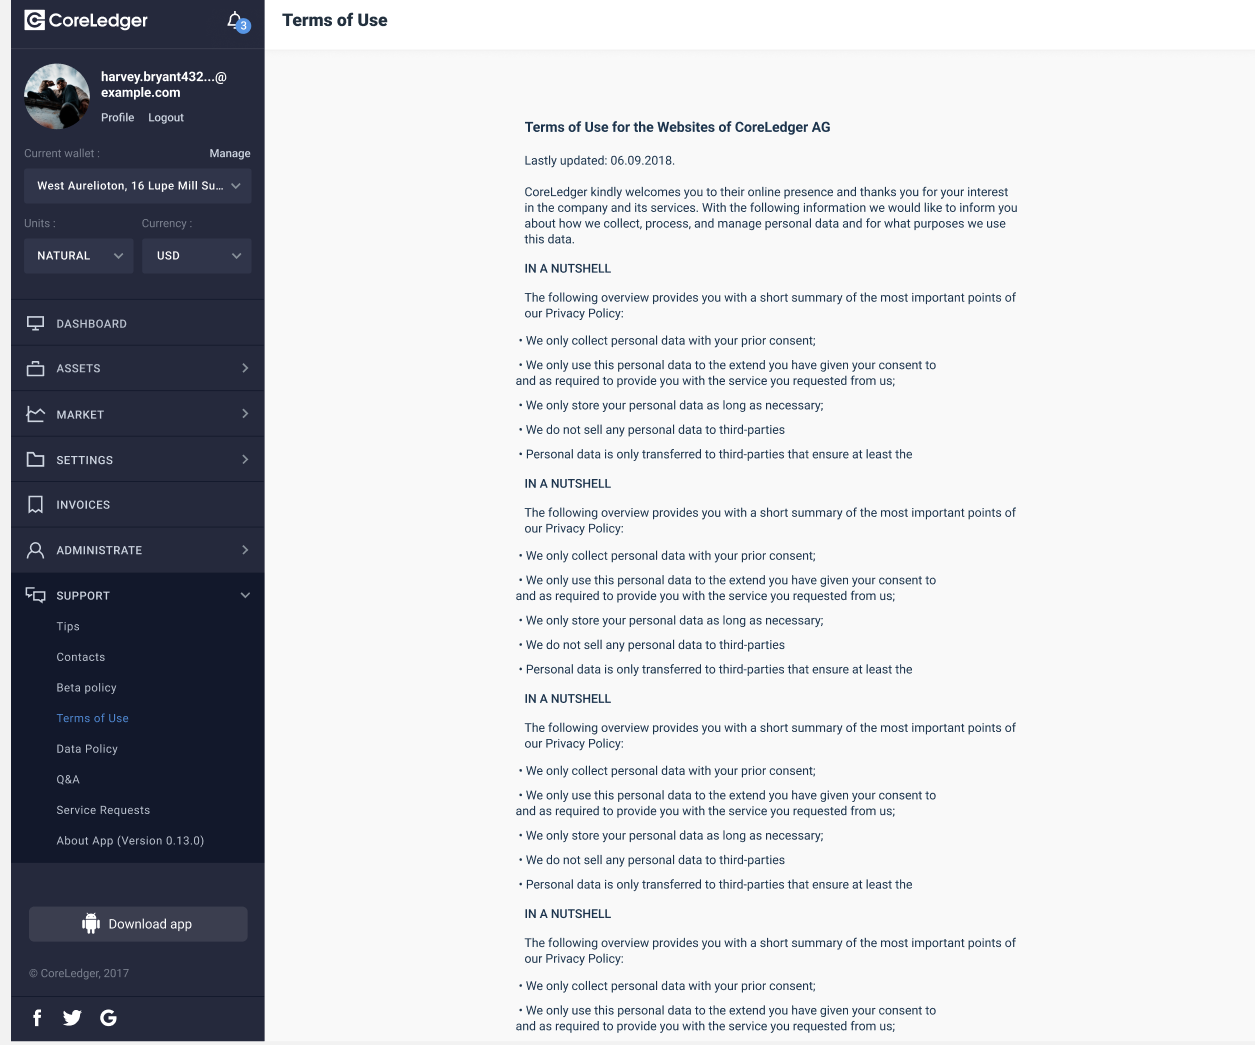 CoreLedger
3
Terms of Use
harvey.bryant432...@
example.com
Profile Logout
Current wallet : Manage
West Aurelioton, 16 Lupe Mill Su...
Units : Currency :
NATURAL USD
DASHBOARD
ASSETS
MARKET
SETTINGS
INVOICES
ADMINISTRATE
SUPPORT
Tips
Contacts
Beta policy
Terms of Use
Data Policy
Q&A
Service Requests
About App (Version 0.13.0)
Download app
© CoreLedger, 2017
Terms of Use for the Websites of CoreLedger AG
Lastly updated: 06.09.2018.
CoreLedger kindly welcomes you to their online presence and thanks you for your interest
in the company and its services. With the following information we would like to inform you
about how we collect, process, and manage personal data and for what purposes we use
this data.
IN A NUTSHELL
The following overview provides you with a short summary of the most important points of
our Privacy Policy:
• We only collect personal data with your prior consent;
• We only use this personal data to the extend you have given your consent to
and as required to provide you with the service you requested from us;
• We only store your personal data as long as necessary;
• We do not sell any personal data to third-parties
• Personal data is only transferred to third-parties that ensure at least the
IN A NUTSHELL
The following overview provides you with a short summary of the most important points of
our Privacy Policy:
• We only collect personal data with your prior consent;
• We only use this personal data to the extend you have given your consent to
and as required to provide you with the service you requested from us;
• We only store your personal data as long as necessary;
• We do not sell any personal data to third-parties
• Personal data is only transferred to third-parties that ensure at least the
IN A NUTSHELL
The following overview provides you with a short summary of the most important points of
our Privacy Policy:
• We only collect personal data with your prior consent;
• We only use this personal data to the extend you have given your consent to
and as required to provide you with the service you requested from us;
• We only store your personal data as long as necessary;
• We do not sell any personal data to third-parties
• Personal data is only transferred to third-parties that ensure at least the
IN A NUTSHELL
The following overview provides you with a short summary of the most important points of
our Privacy Policy:
• We only collect personal data with your prior consent;
• We only use this personal data to the extend you have given your consent to
and as required to provide you with the service you requested from us;